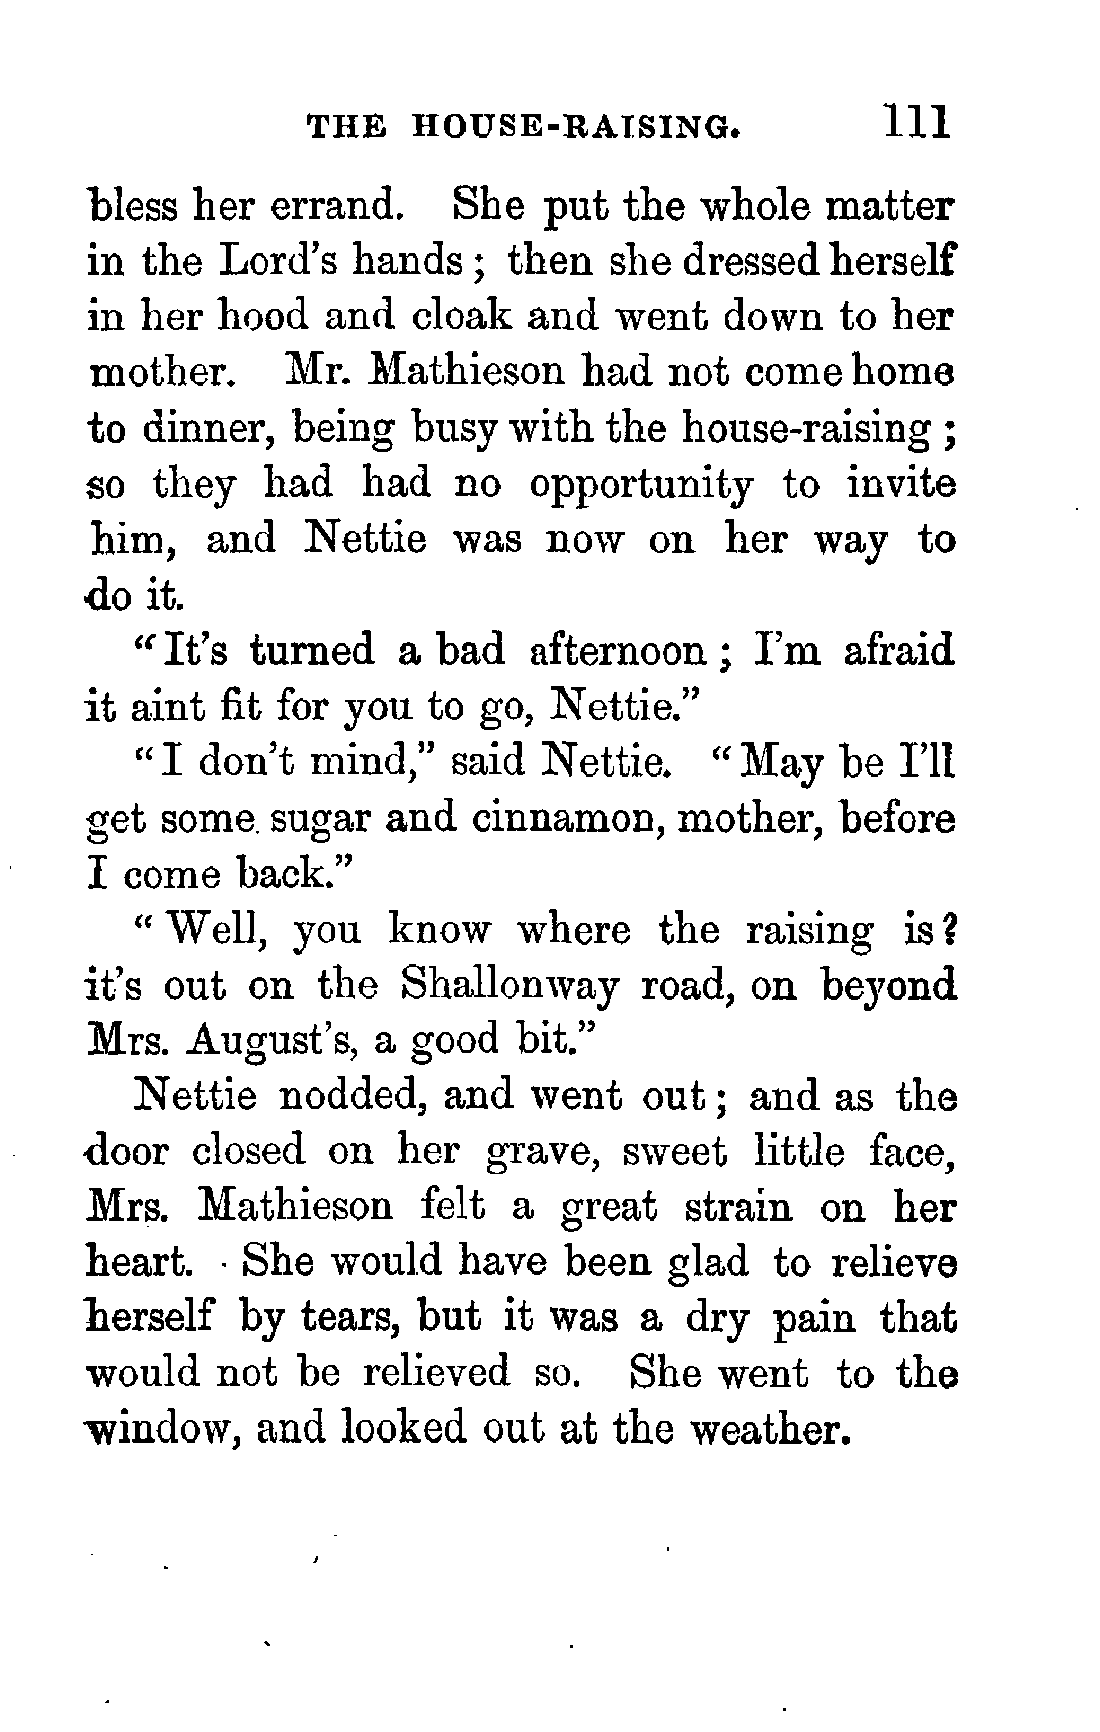 THE HOUSE-RAISING. 111
bless her errand. She put the whole matter
in the Lord's hands; then she dressed herself
in her hood and cloak and went down to her
mother. Mr. Mathieson had not come home
to dinner, being busy with the house-raising;
so they had had no opportunity to invite
him, and Nettie was now on her way to
do it.
"It's turned a bad afternoon; I'm afraid
it aint fit for you to go, Nettie."
"I don't mind," said Nettie. "May be I'll
get some sugar and cinnamon, mother, before
I come back."
"Well, you know where the raising is?
it's out on the Shallonway road, on beyond
Mrs. August's, a good bit."
Nettie nodded, and went out; and as the
door closed on her grave, sweet little face,
Mrs. Mathieson felt a great strain on her
heart. She would have been glad to relieve
herself by tears, but it was a dry pain that
would not be relieved so. She went to the
window, and looked out at the weather.